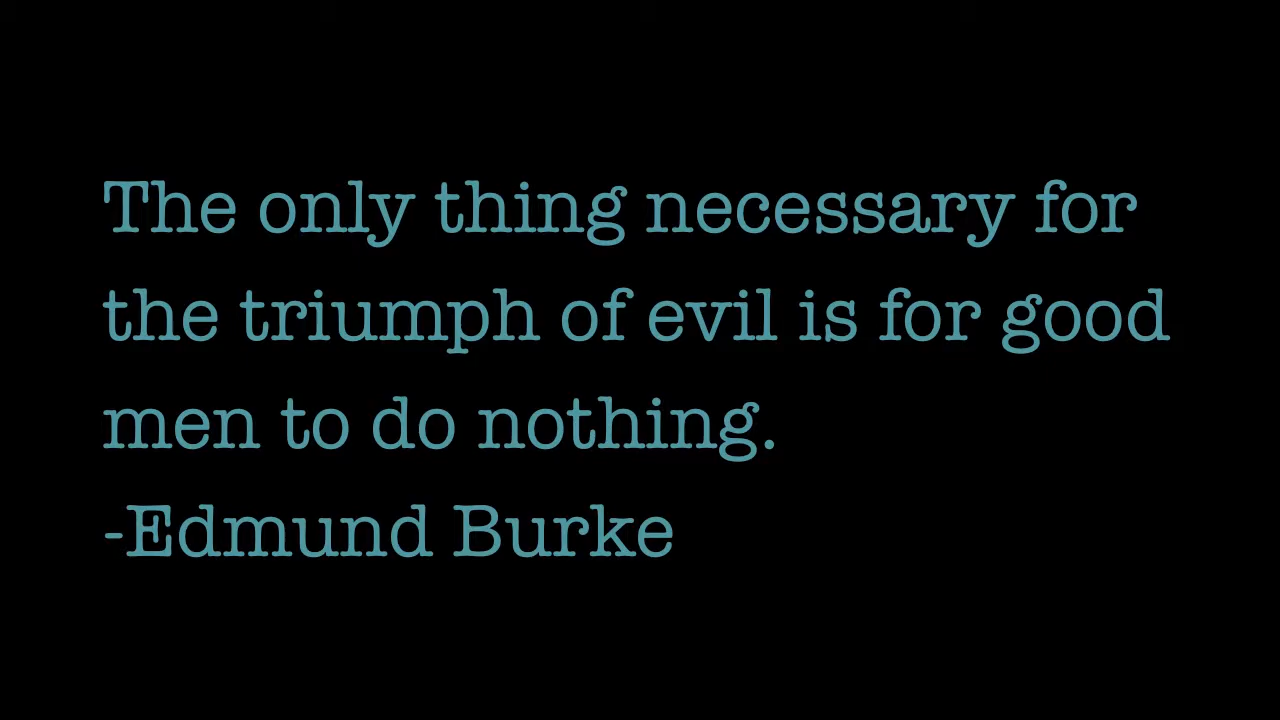 The only thing necessary for
the triumph of evil is for good
men to do nothing.
-Edmund Burke